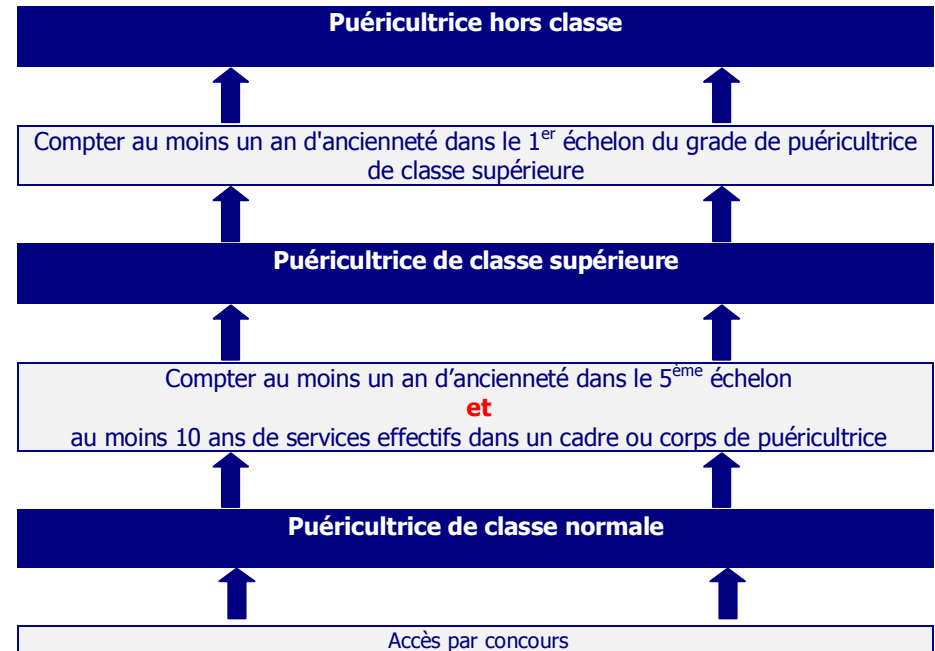 Puéricultrice hors classe
Compter au moins un an d'ancienneté dans le 1er échelon du grade de puéricultrice
de classe supérieure
Puéricultrice de classe supérieure
Compter au moins un an d’ancienneté dans le 5ème échelon
et
au moins 10 ans de services effectifs dans un cadre ou corps de puéricultrice
Puéricultrice de classe normale
Accès par concours